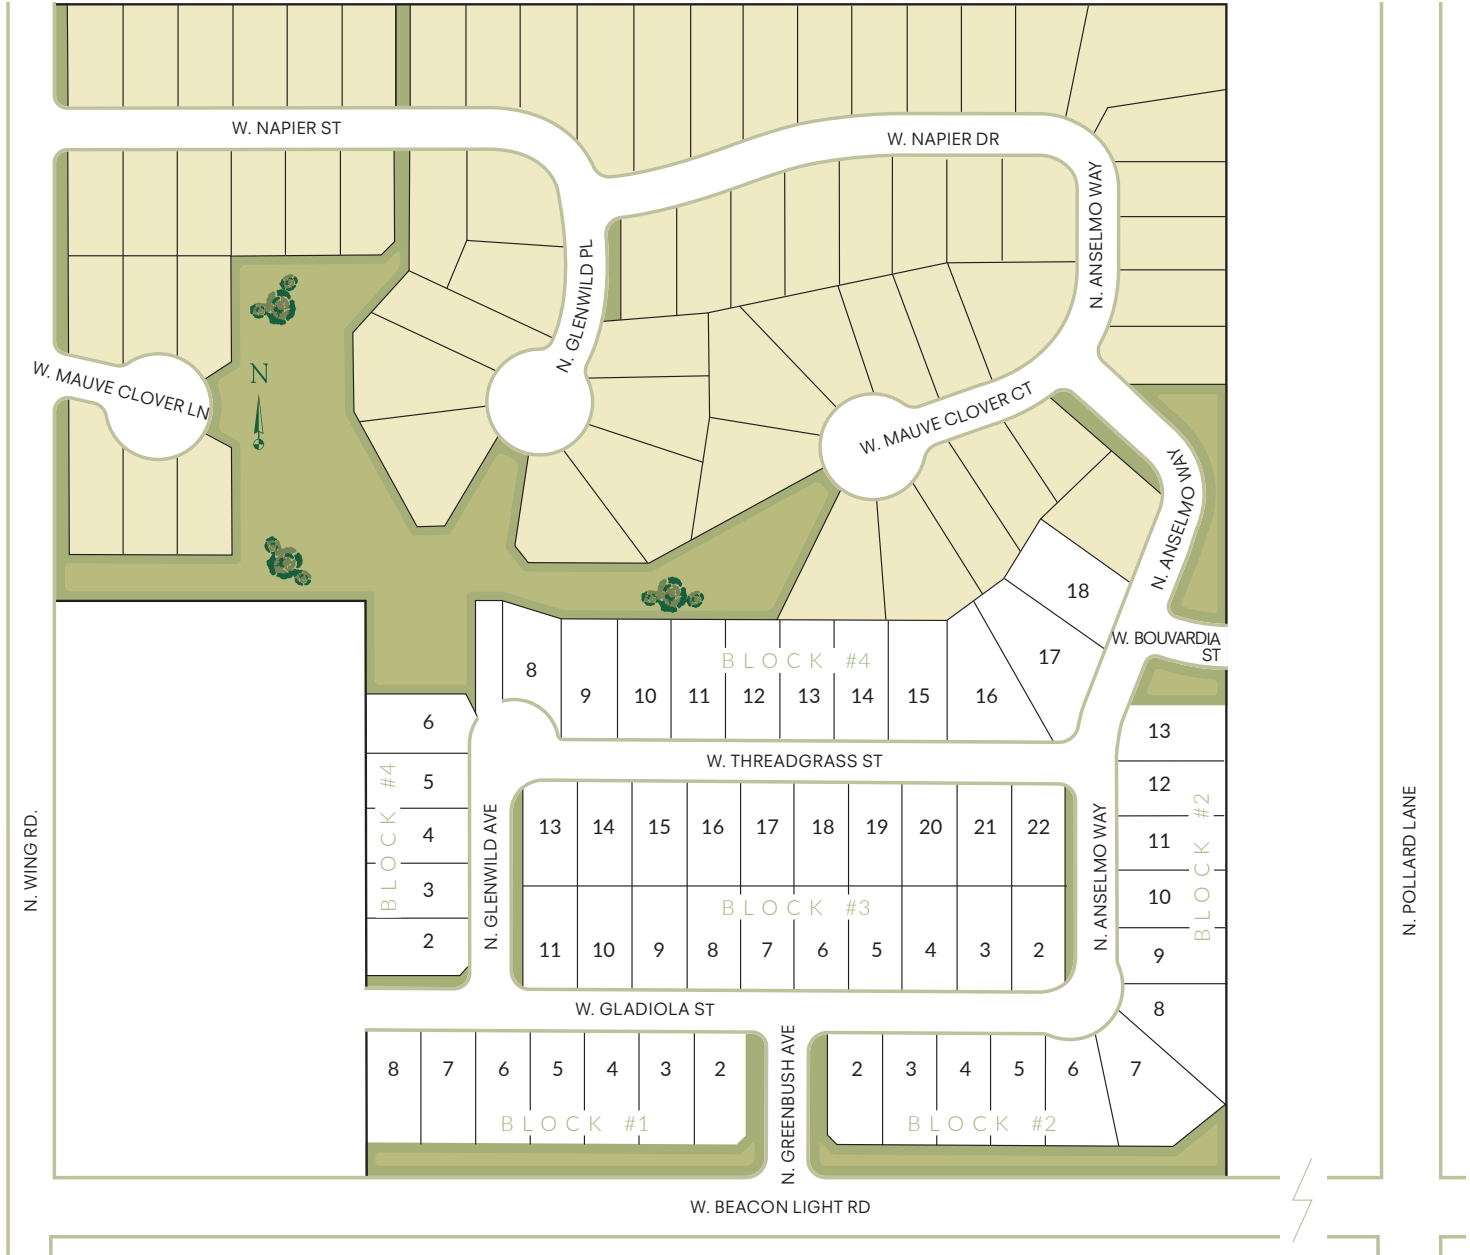 W. NAPIER ST
W. NAPIER DR
N. ANSELMO WAY
N. GLENWILD PL
W. MAUVE CLOVER LN
N
W. MAUVE CLOVER CT
N. ANSELMO WAY
18
W. BOUVARDIA
ST
17
BLOCK #4
8
9
10
11
12
13
14
15
16
6
5
4
3
2
BLOCK #4
W. THREADGRASS ST
13
12
11
10
9
8
BLOCK #2
N. GLENWILD AVE
13
14
15
16
17
18
19
20
21
22
BLOCK #3
11
10
9
8
7
6
5
4
3
2
N. ANSELMO WAY
N. WING RD.
N. POLLARD LANE
W. GLADIOLA ST
8
7
6
5
4
3
2
BLOCK #1
N. GREENBUSH AVE
2
3
4
5
6
7
BLOCK #2
W. BEACON LIGHT RD